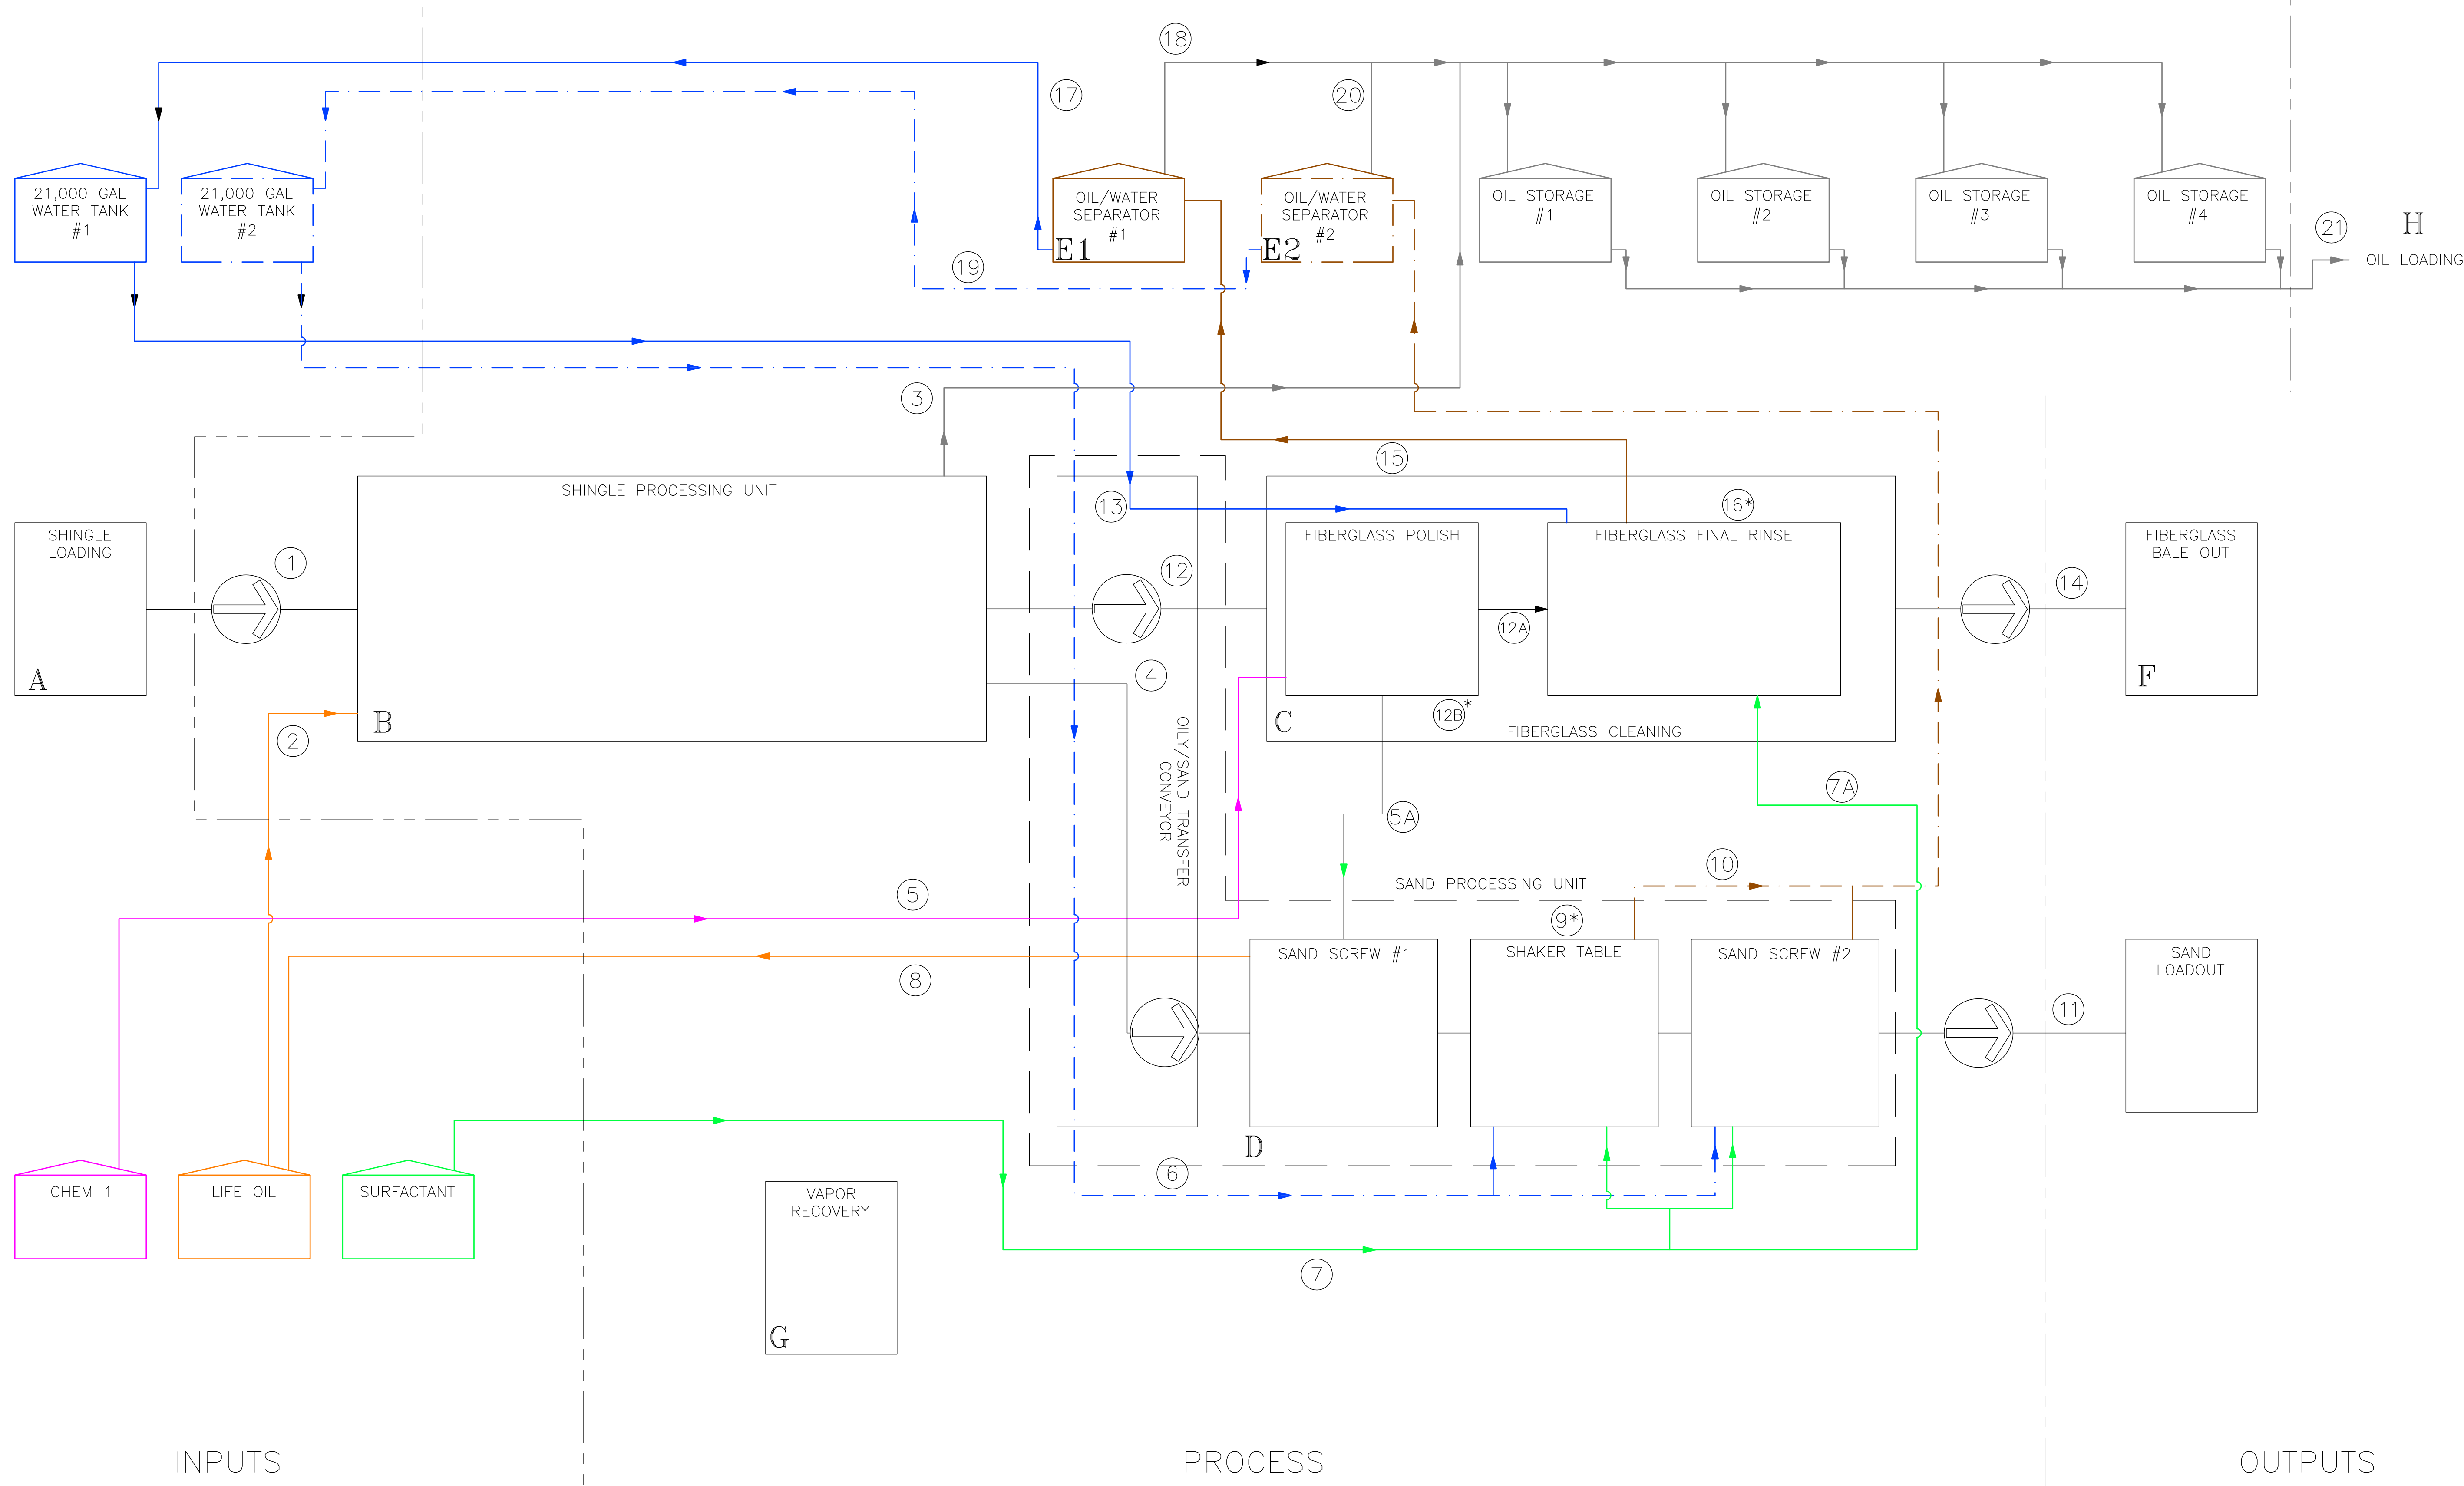 18
17
20
21,000 GAL
WATER TANK
#1
21,000 GAL
WATER TANK
#2
OIL/WATER
SEPARATOR
#1
E1
OIL/WATER
SEPARATOR
#2
E2
OIL STORAGE
#1
OIL STORAGE
#2
OIL STORAGE
#3
OIL STORAGE
#4
21
H
OIL LOADING
19
3
15
SHINGLE PROCESSING UNIT
13
16*
SHINGLE
LOADING
FIBERGLASS POLISH
FIBERGLASS FINAL RINSE
FIBERGLASS
BALE OUT
1
12
14
12A
4
A
B
2
C
12B*
FIBERGLASS CLEANING
F
OILY/SAND TRANSFER
CONVEYOR
7A
5A
10
5
SAND PROCESSING UNIT
9*
SAND SCREW #1
SHAKER TABLE
SAND SCREW #2
SAND
LOADOUT
8
11
D
6
CHEM 1
LIFE OIL
SURFACTANT
VAPOR
RECOVERY
7
G
INPUTS
PROCESS
OUTPUTS